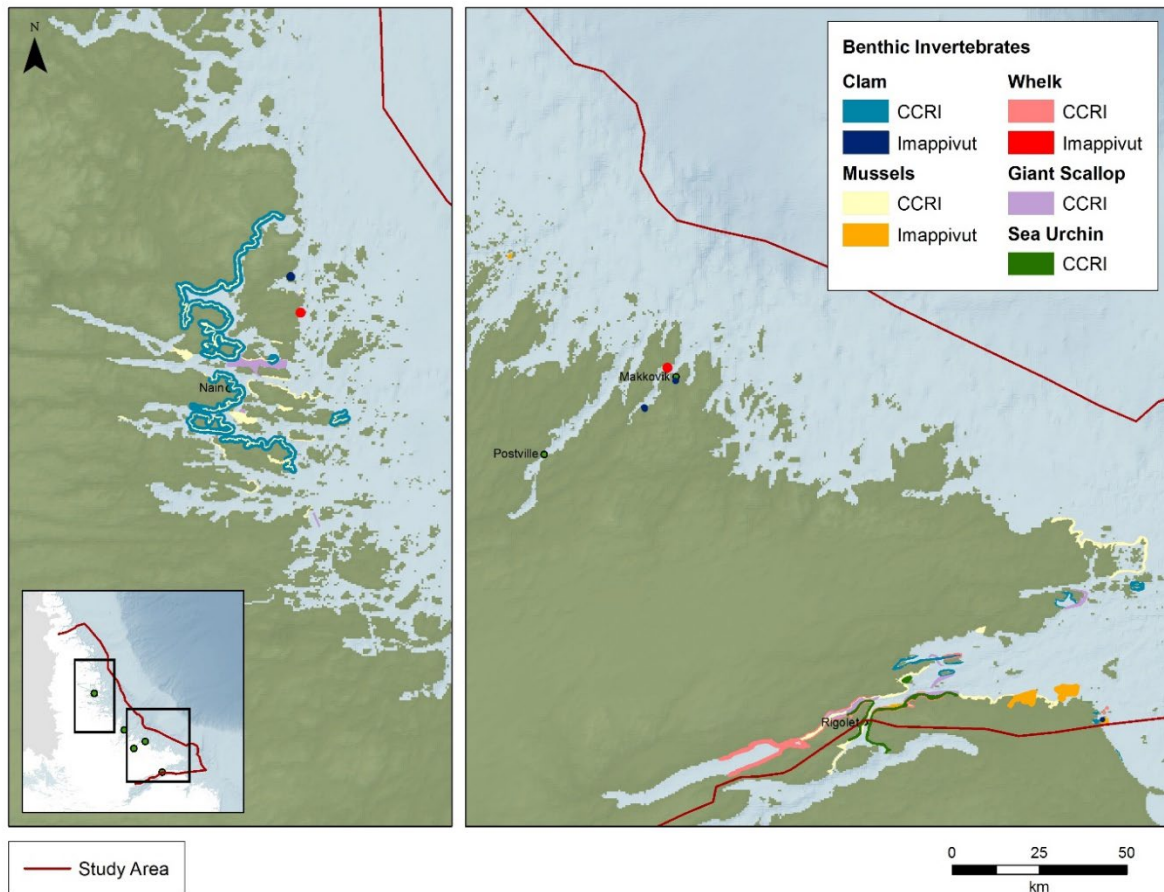 N
Nain
Makkovik
Postville
Rigolet
Benthic Invertebrates
Clam
CCRI
Imappivut
Mussels
CCRI
Imappivut
Whelk
CCRI
Imappivut
Giant Scallop
CCRI
Sea Urchin
CCRI
Study Area
0 25 50
km